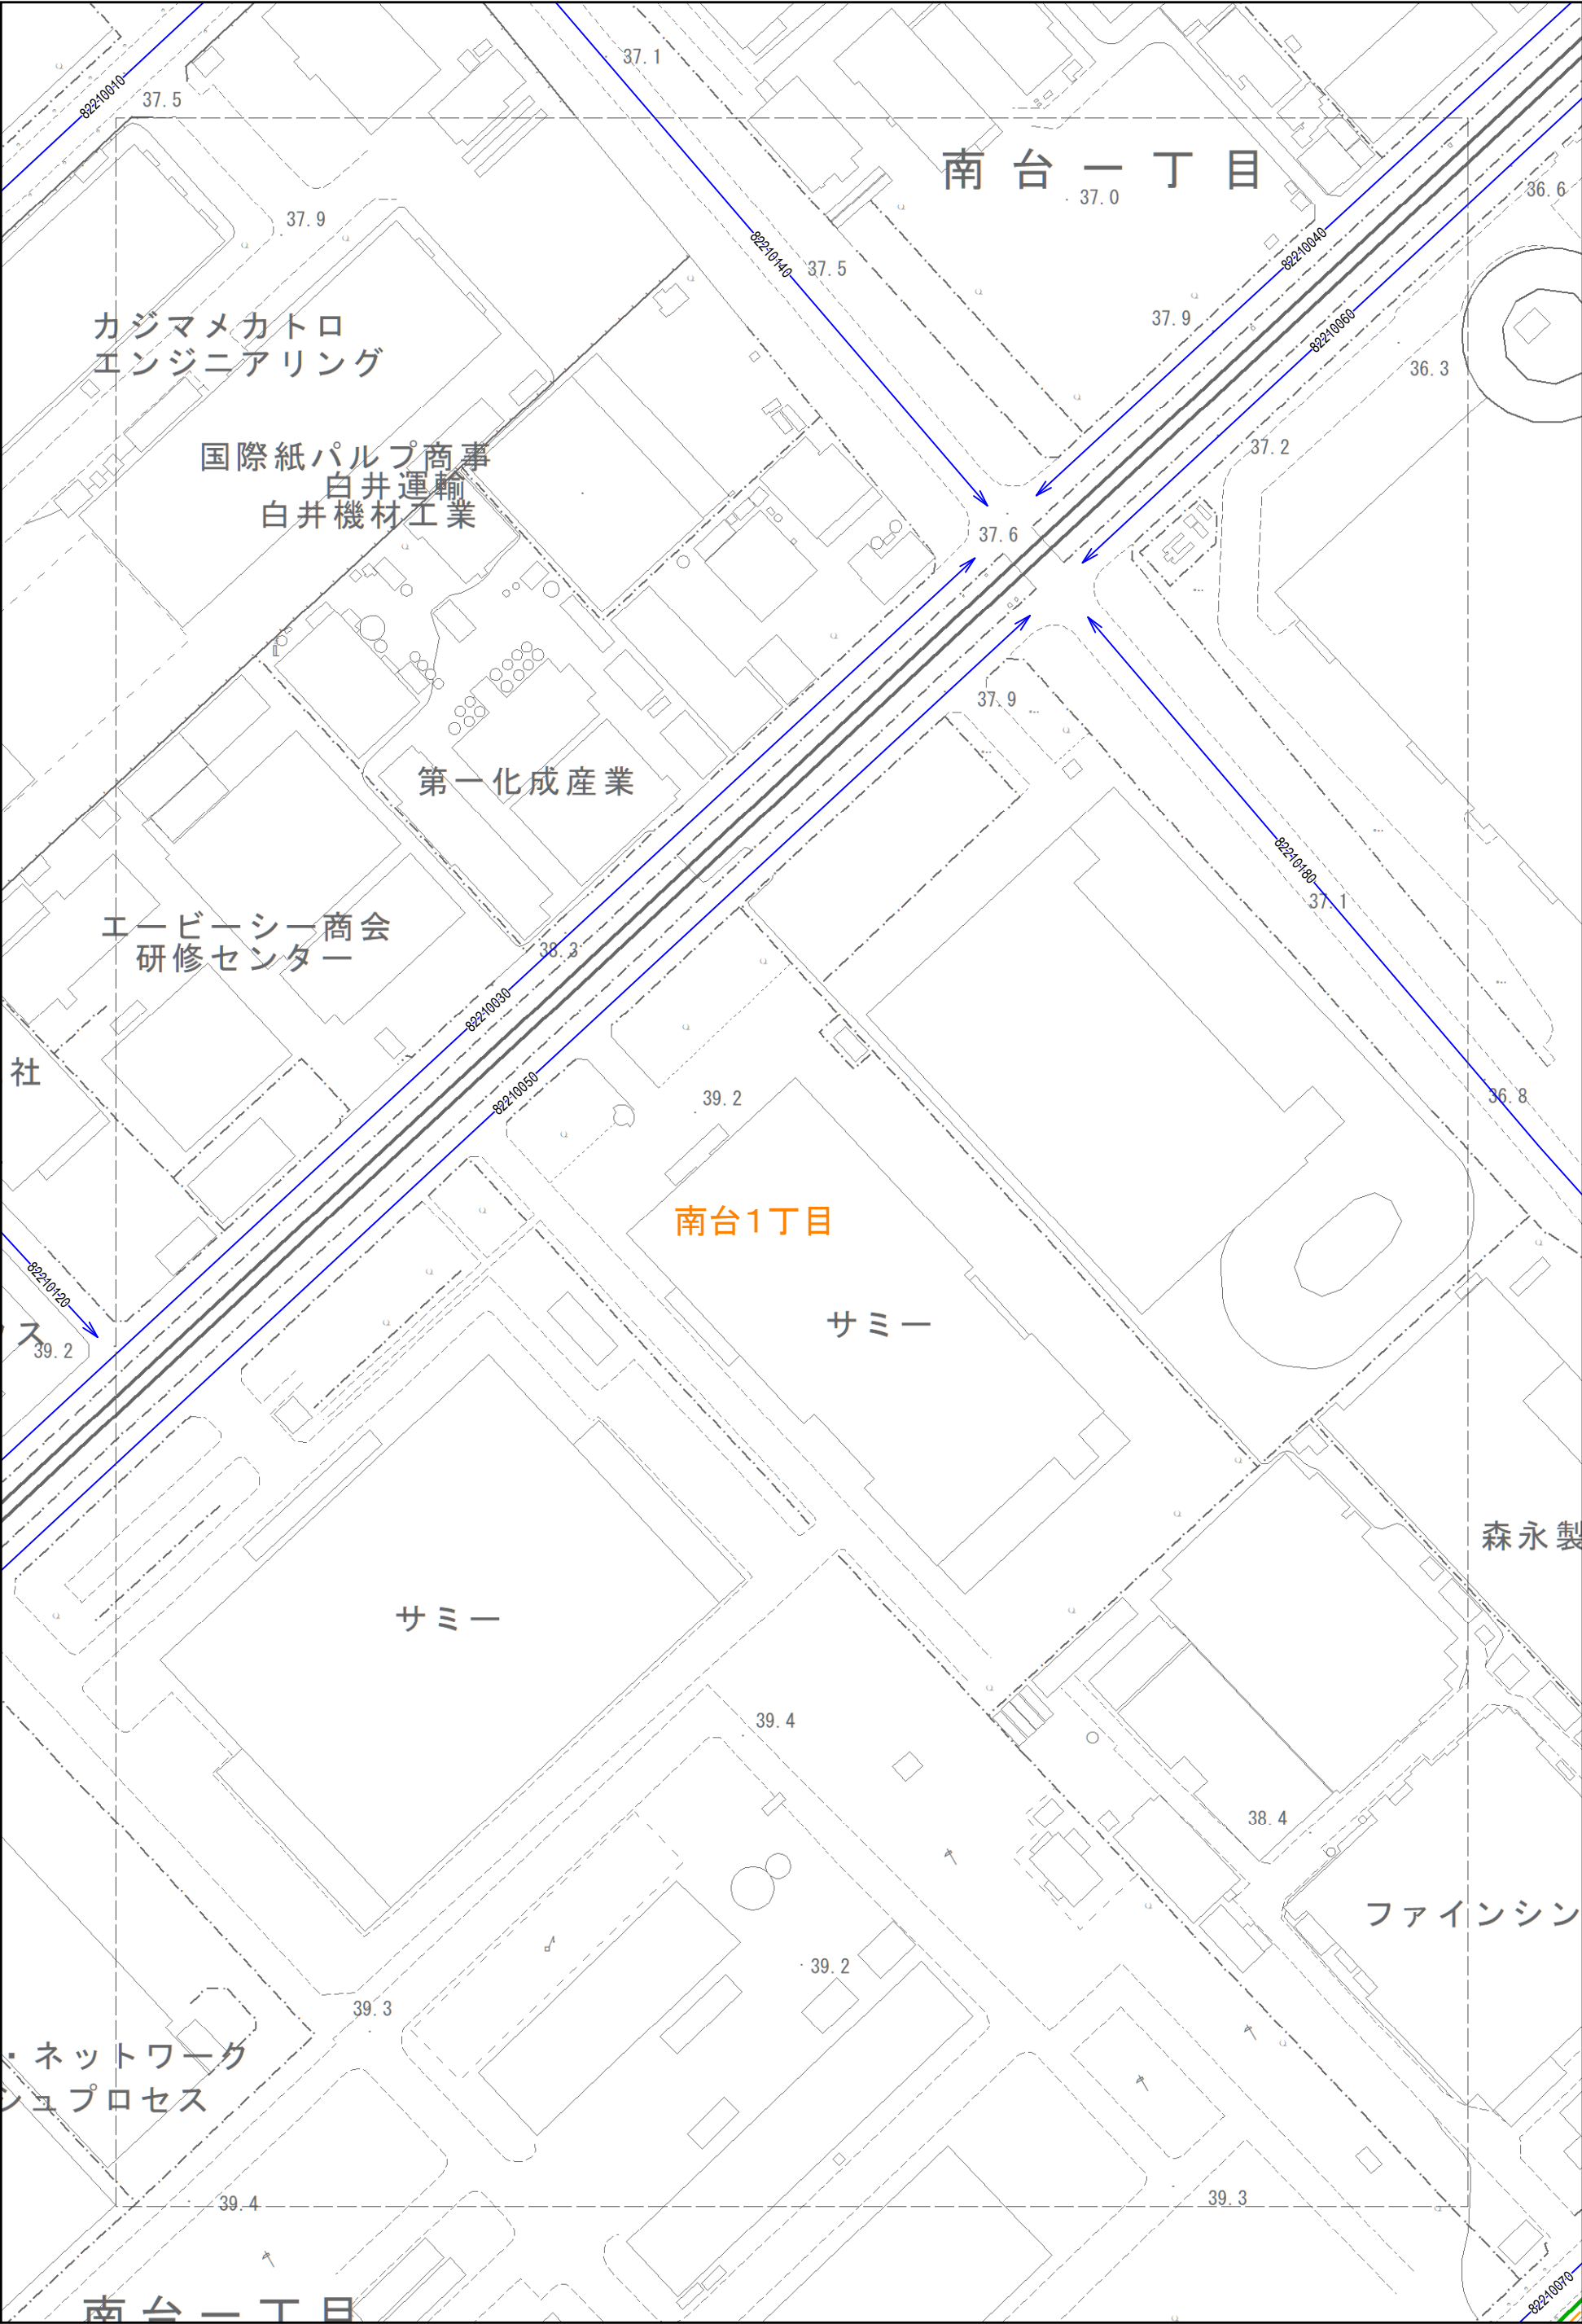 37.1
82210010
37.5
南台一丁目
37.0
36.6
37.9
82210140
37.5
82210040
37.9
82210060
カジマメカトロ
エンジニアリング
36.3
37.2
国際紙パルプ商事
白井運輸
白井機材工業
37.6
37.9
第一化成産業
82210180
37.1
エービーシー商会
研修センター
38.3
82210030
社
82210050
39.2
36.8
南台1丁目
82210120
サミー
ス
39.2
森永製
サミー
39.4
38.4
ファインシン
39.2
39.3
・ネットワーク
シュプロセス
39.4
39.3
82210070
南台一丁目